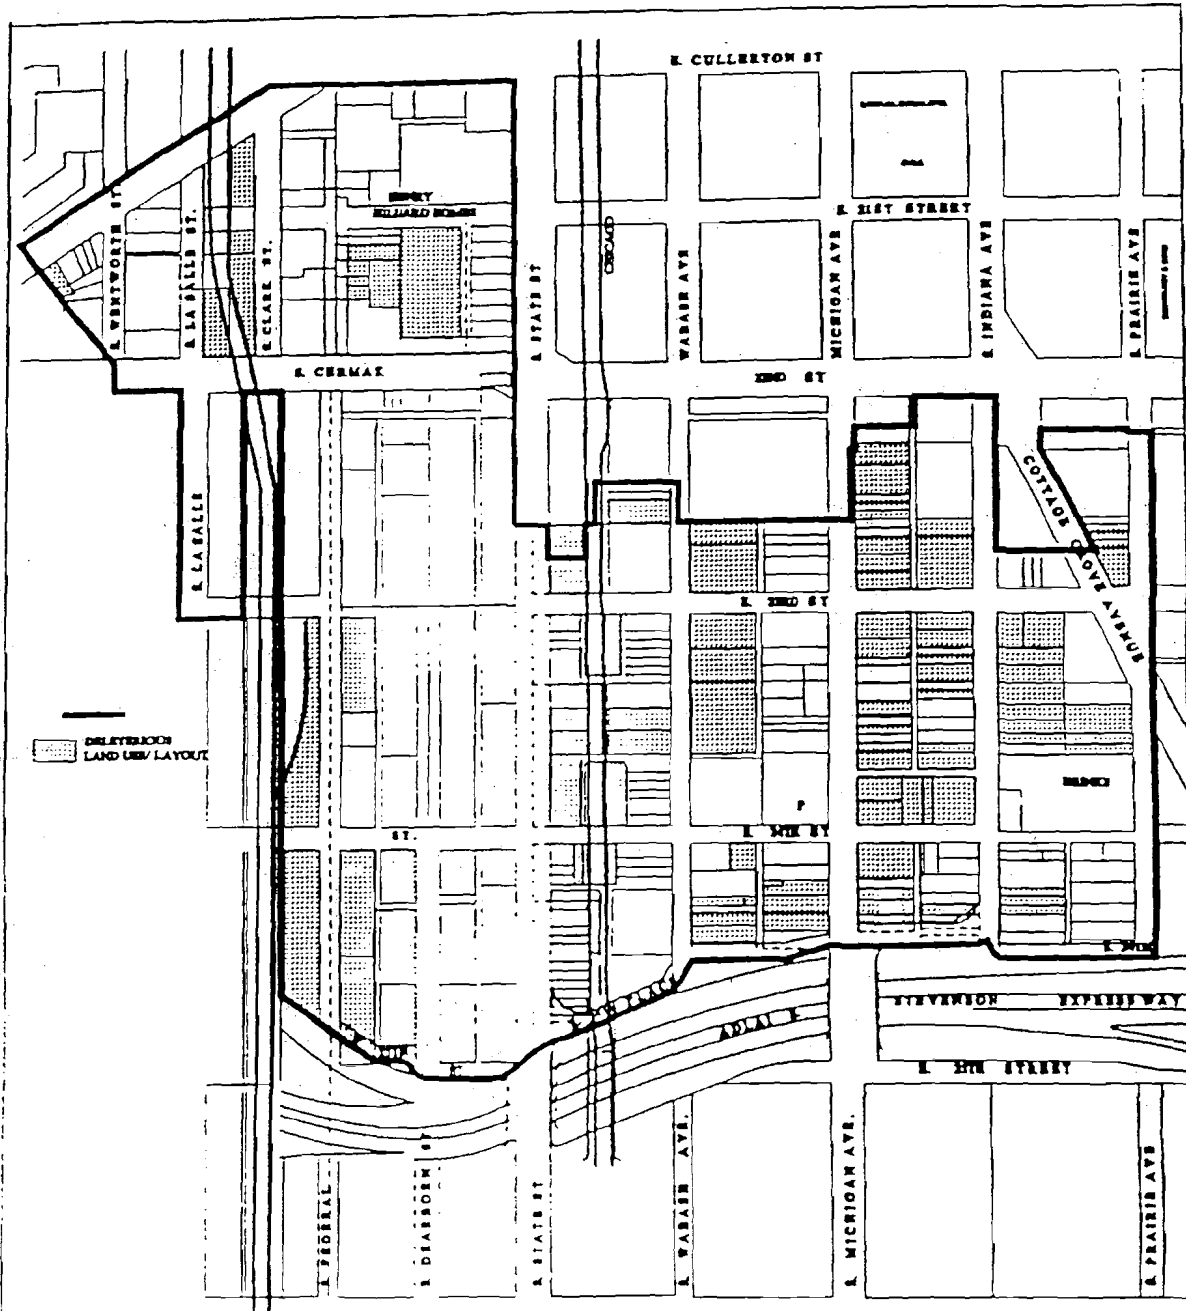 E. CULLERTON ST
E. 21ST STREET
HILLIARD HOMES
S. WENTWORTH ST.
S. LA SALLE ST.
S. CLARK ST.
S. STATE ST
CHICAGO
WABASH AVE
MICHIGAN AVE
S. INDIANA AVE
S. PRAIRIE AVE
E. CERMAK
22ND ST
S. LA SALLE
COTTAGE GROVE AVENUE
E. 23RD ST
DELETERIOUS
LAND USE/ LAYOUT
P
ST.
E. 24TH ST
PLACE
ADLAI E.
STEVENSON EXPRESSWAY
E. 25TH STREET
S. FEDERAL
S. DEARBORN ST
S. STATE ST
S. WABASH AVE.
S. MICHIGAN AVE.
S. PRAIRIE AVE